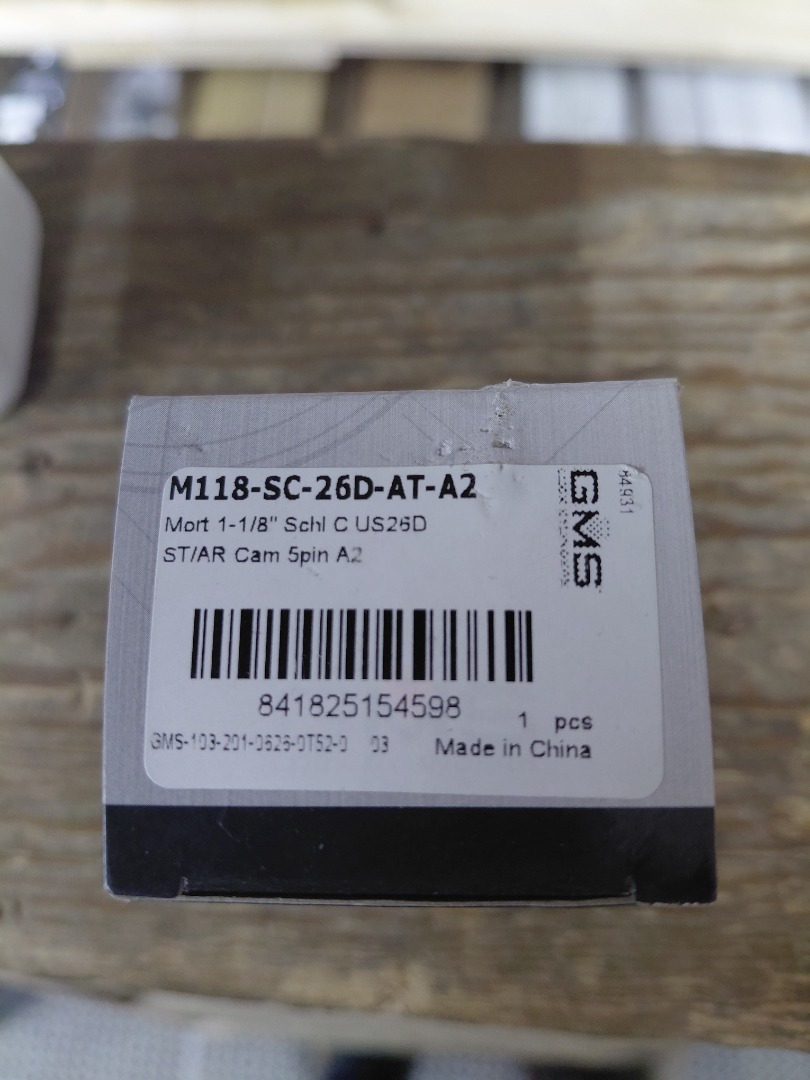 M118-SC-26D-AT-A2
Mort 1-1/8" Schl C US26D
ST/AR Cam 5pin A2
GMS
84931
841825154598
1 pcs
GMS-103-201-0626-0T52-0 03
Made in China